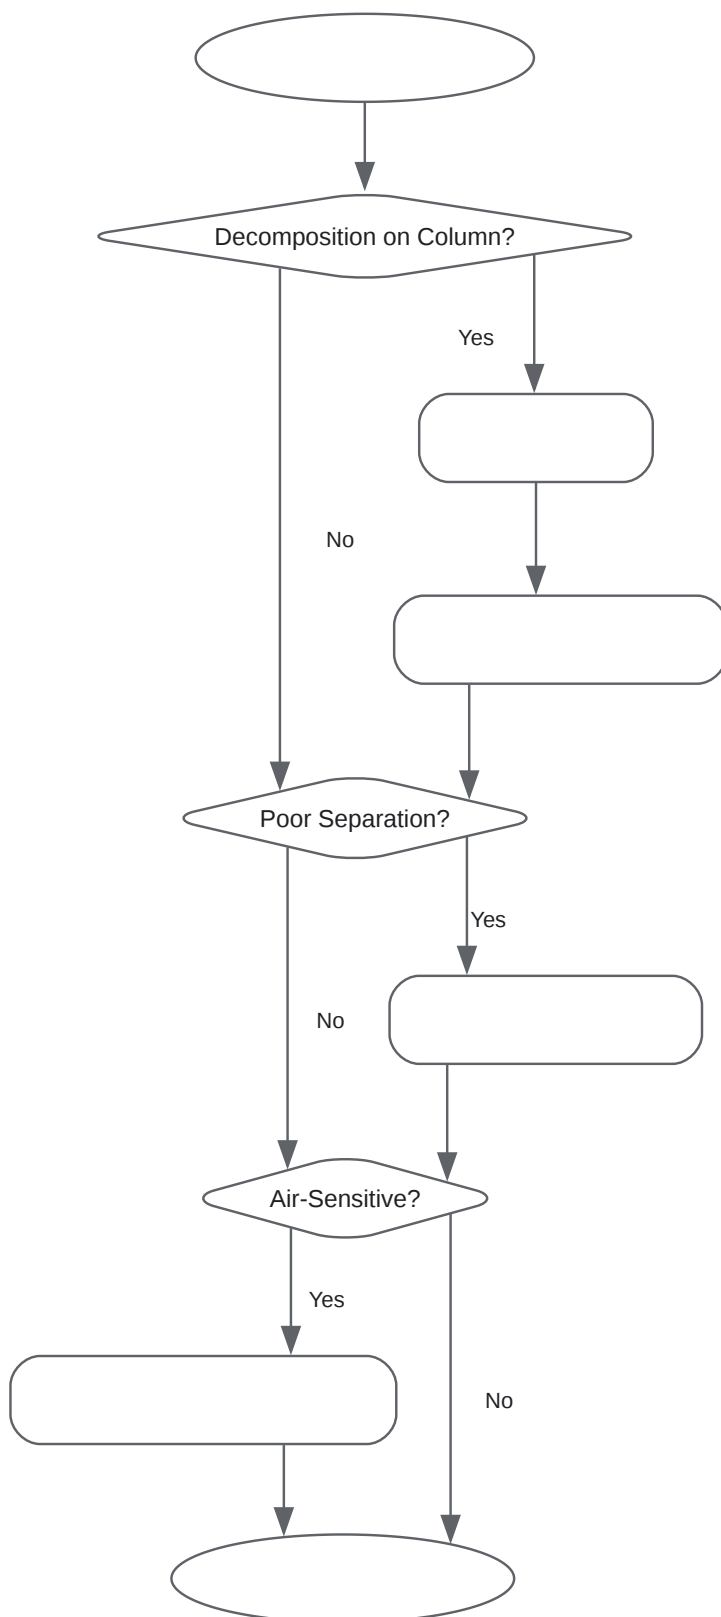 Decomposition on Column?
Yes
No
Poor Separation?
Yes
No
Air-Sensitive?
Yes
No